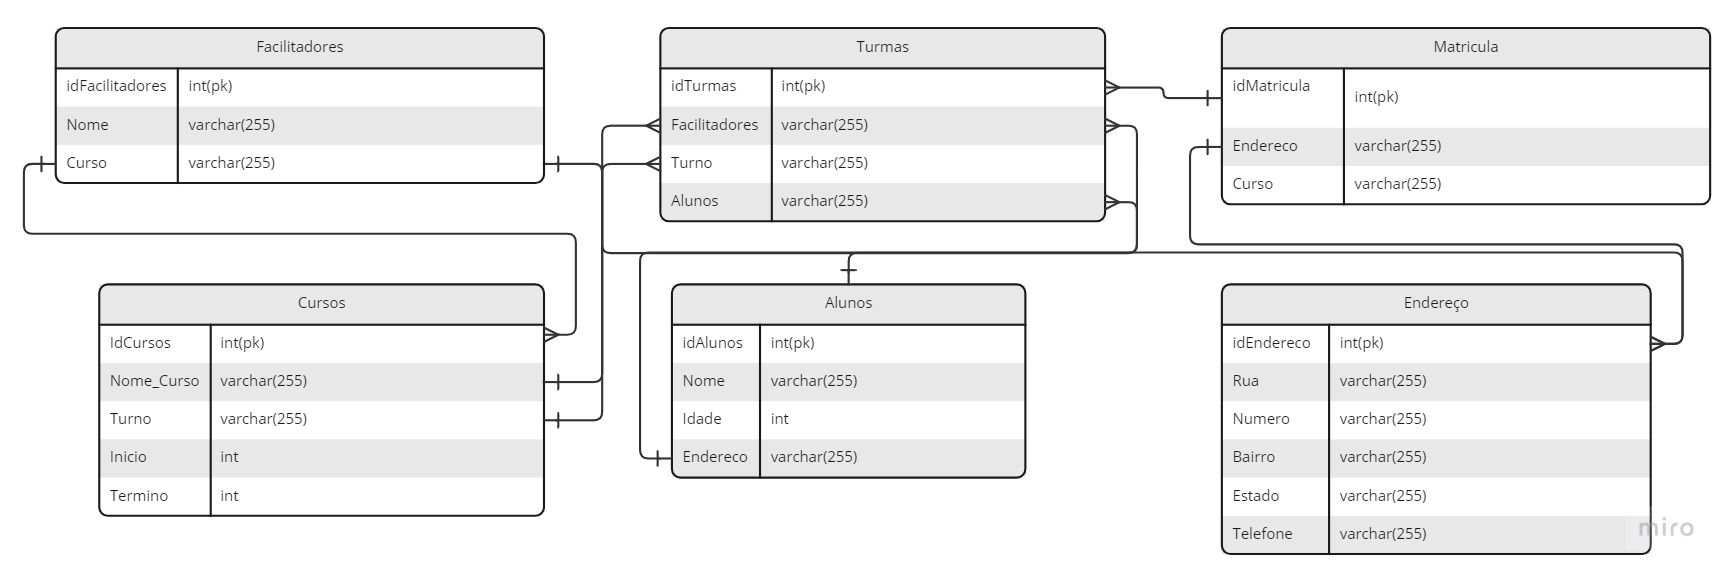 Facilitadores
idFacilitadores int(pk)
Nome varchar(255)
Curso varchar(255)
Turmas
idTurmas int(pk)
Facilitadores varchar(255)
Turno varchar(255)
Alunos varchar(255)
Matricula
idMatricula int(pk)
Endereco varchar(255)
Curso varchar(255)
Cursos
IdCursos int(pk)
Nome_Curso varchar(255)
Turno varchar(255)
Inicio int
Termino int
Alunos
idAlunos int(pk)
Nome varchar(255)
Idade int
Endereco varchar(255)
Endereço
idEndereco int(pk)
Rua varchar(255)
Numero varchar(255)
Bairro varchar(255)
Estado varchar(255)
Telefone varchar(255)
miro